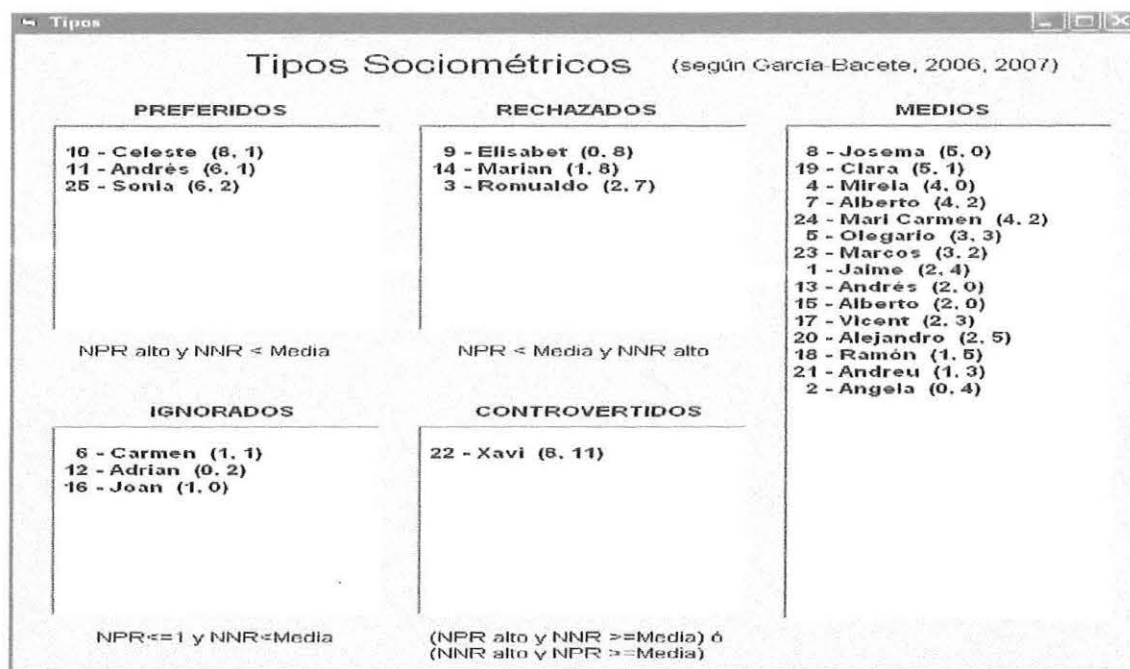 Tipos
Tipos Sociométricos (según García-Bacete, 2006, 2007)
PREFERIDOS
10 - Celeste (8, 1)
11 - Andrés (6, 1)
25 - Sonia (6, 2)
NPR alto y NNR < Media
RECHAZADOS
9 - Elisabet (0, 8)
14 - Marian (1, 8)
3 - Romualdo (2, 7)
NPR < Media y NNR alto
MEDIOS
8 - Josema (5, 0)
19 - Clara (5, 1)
4 - Mirela (4, 0)
7 - Alberto (4, 2)
24 - Mari Carmen (4, 2)
5 - Olegario (3, 3)
23 - Marcos (3, 2)
1 - Jaime (2, 4)
13 - Andrés (2, 0)
15 - Alberto (2, 0)
17 - Vicent (2, 3)
20 - Alejandro (2, 5)
18 - Ramón (1, 5)
21 - Andreu (1, 3)
2 - Angela (0, 4)
IGNORADOS
6 - Carmen (1, 1)
12 - Adrian (0, 2)
16 - Joan (1, 0)
NPR<=1 y NNR<Media
CONTROVERTIDOS
22 - Xavi (6, 11)
(NPR alto y NNR >=Media) ó
(NNR alto y NPR >=Media)